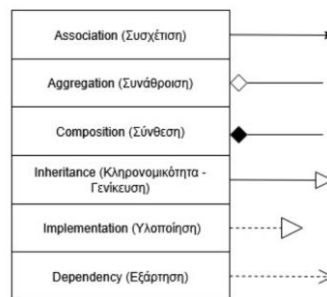 Association (Συσχέτιση)
Aggregation (Συνάθροιση)
Composition (Σύνθεση)
Inheritance (Κληρονομικότητα -
Γενίκευση)
Implementation (Υλοποίηση)
Dependency (Εξάρτηση)